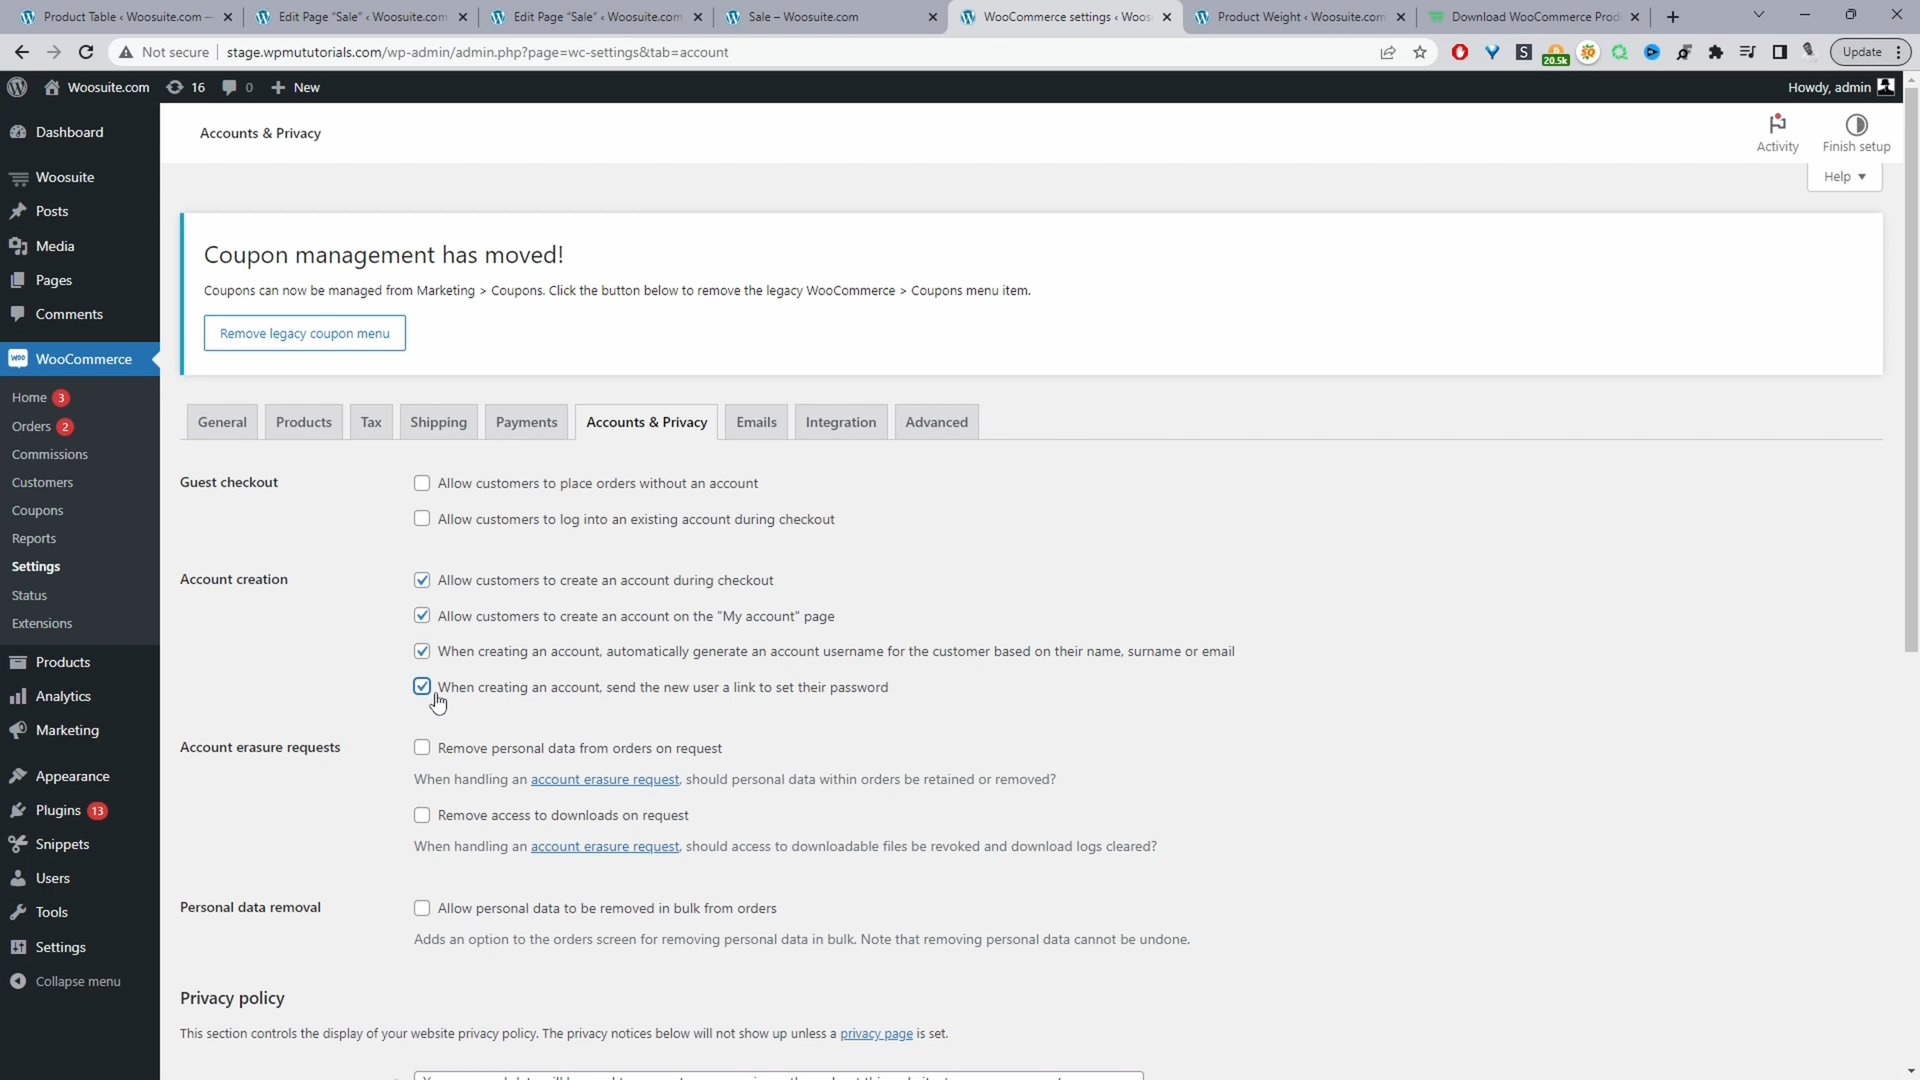 Product Table ‹ Woosuite.com —
Edit Page “Sale” ‹ Woosuite.com
Edit Page “Sale” ‹ Woosuite.com
Sale – Woosuite.com
WooCommerce settings ‹ Woos
Product Weight ‹ Woosuite.com
Download WooCommerce Prod
Not secure
stage.wpmututorials.com/wp-admin/admin.php?page=wc-settings&tab=account
20.5k
Update
Woosuite.com
16
0
New
Howdy, admin
Dashboard
Woosuite
Posts
Media
Pages
Comments
WooCommerce
Home 3
Orders 2
Commissions
Customers
Coupons
Reports
Settings
Status
Extensions
Products
Analytics
Marketing
Appearance
Plugins 13
Snippets
Users
Tools
Settings
Collapse menu
Accounts & Privacy
Activity
Finish setup
Help
Coupon management has moved!
Coupons can now be managed from Marketing > Coupons. Click the button below to remove the legacy WooCommerce > Coupons menu item.
Remove legacy coupon menu
General
Products
Tax
Shipping
Payments
Accounts & Privacy
Emails
Integration
Advanced
Guest checkout
Allow customers to place orders without an account
Allow customers to log into an existing account during checkout
Account creation
Allow customers to create an account during checkout
Allow customers to create an account on the "My account" page
When creating an account, automatically generate an account username for the customer based on their name, surname or email
When creating an account, send the new user a link to set their password
Account erasure requests
Remove personal data from orders on request
When handling an account erasure request, should personal data within orders be retained or removed?
Remove access to downloads on request
When handling an account erasure request, should access to downloadable files be revoked and download logs cleared?
Personal data removal
Allow personal data to be removed in bulk from orders
Adds an option to the orders screen for removing personal data in bulk. Note that removing personal data cannot be undone.
Privacy policy
This section controls the display of your website privacy policy. The privacy notices below will not show up unless a privacy page is set.